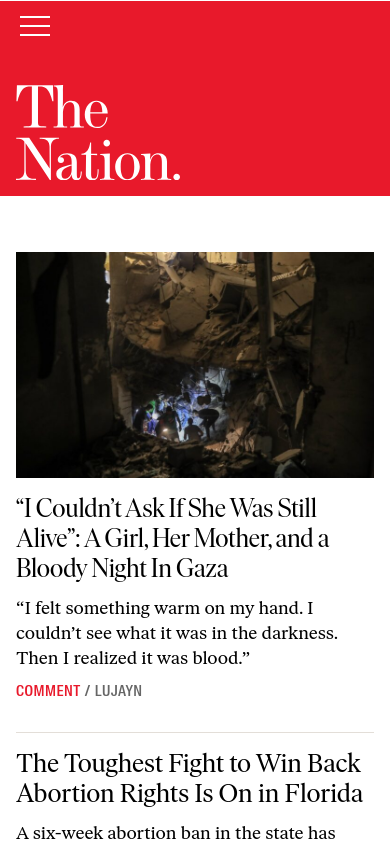 The
Nation.
“I Couldn’t Ask If She Was Still
Alive”: A Girl, Her Mother, and a
Bloody Night In Gaza
“I felt something warm on my hand. I
couldn’t see what it was in the darkness.
Then I realized it was blood.”
COMMENT / LUJAYN
The Toughest Fight to Win Back
Abortion Rights Is On in Florida
A six-week abortion ban in the state has